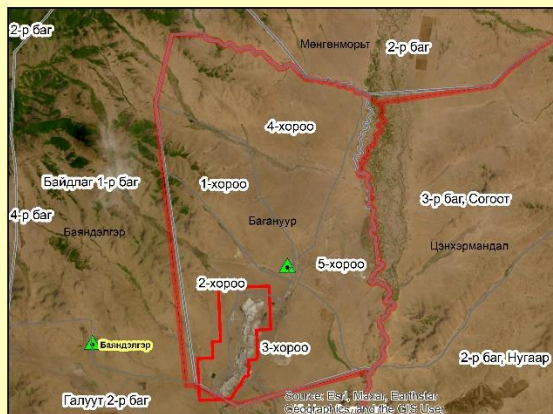 2-р баг
Мөнгөнморьт
2-р баг
4-хороо
Байдлаг 1-р баг
1-хороо
3-р баг, Согоот
4-р баг
Баяндэлгэр
Багануур
Цэнхэрмандал
5-хороо
2-хороо
Баяндэлгэр
3-хороо
2-р баг, Нугаар
Галуут 2-р баг
Source: Esri, Maxar, Earthstar
Geographics, and the GIS User